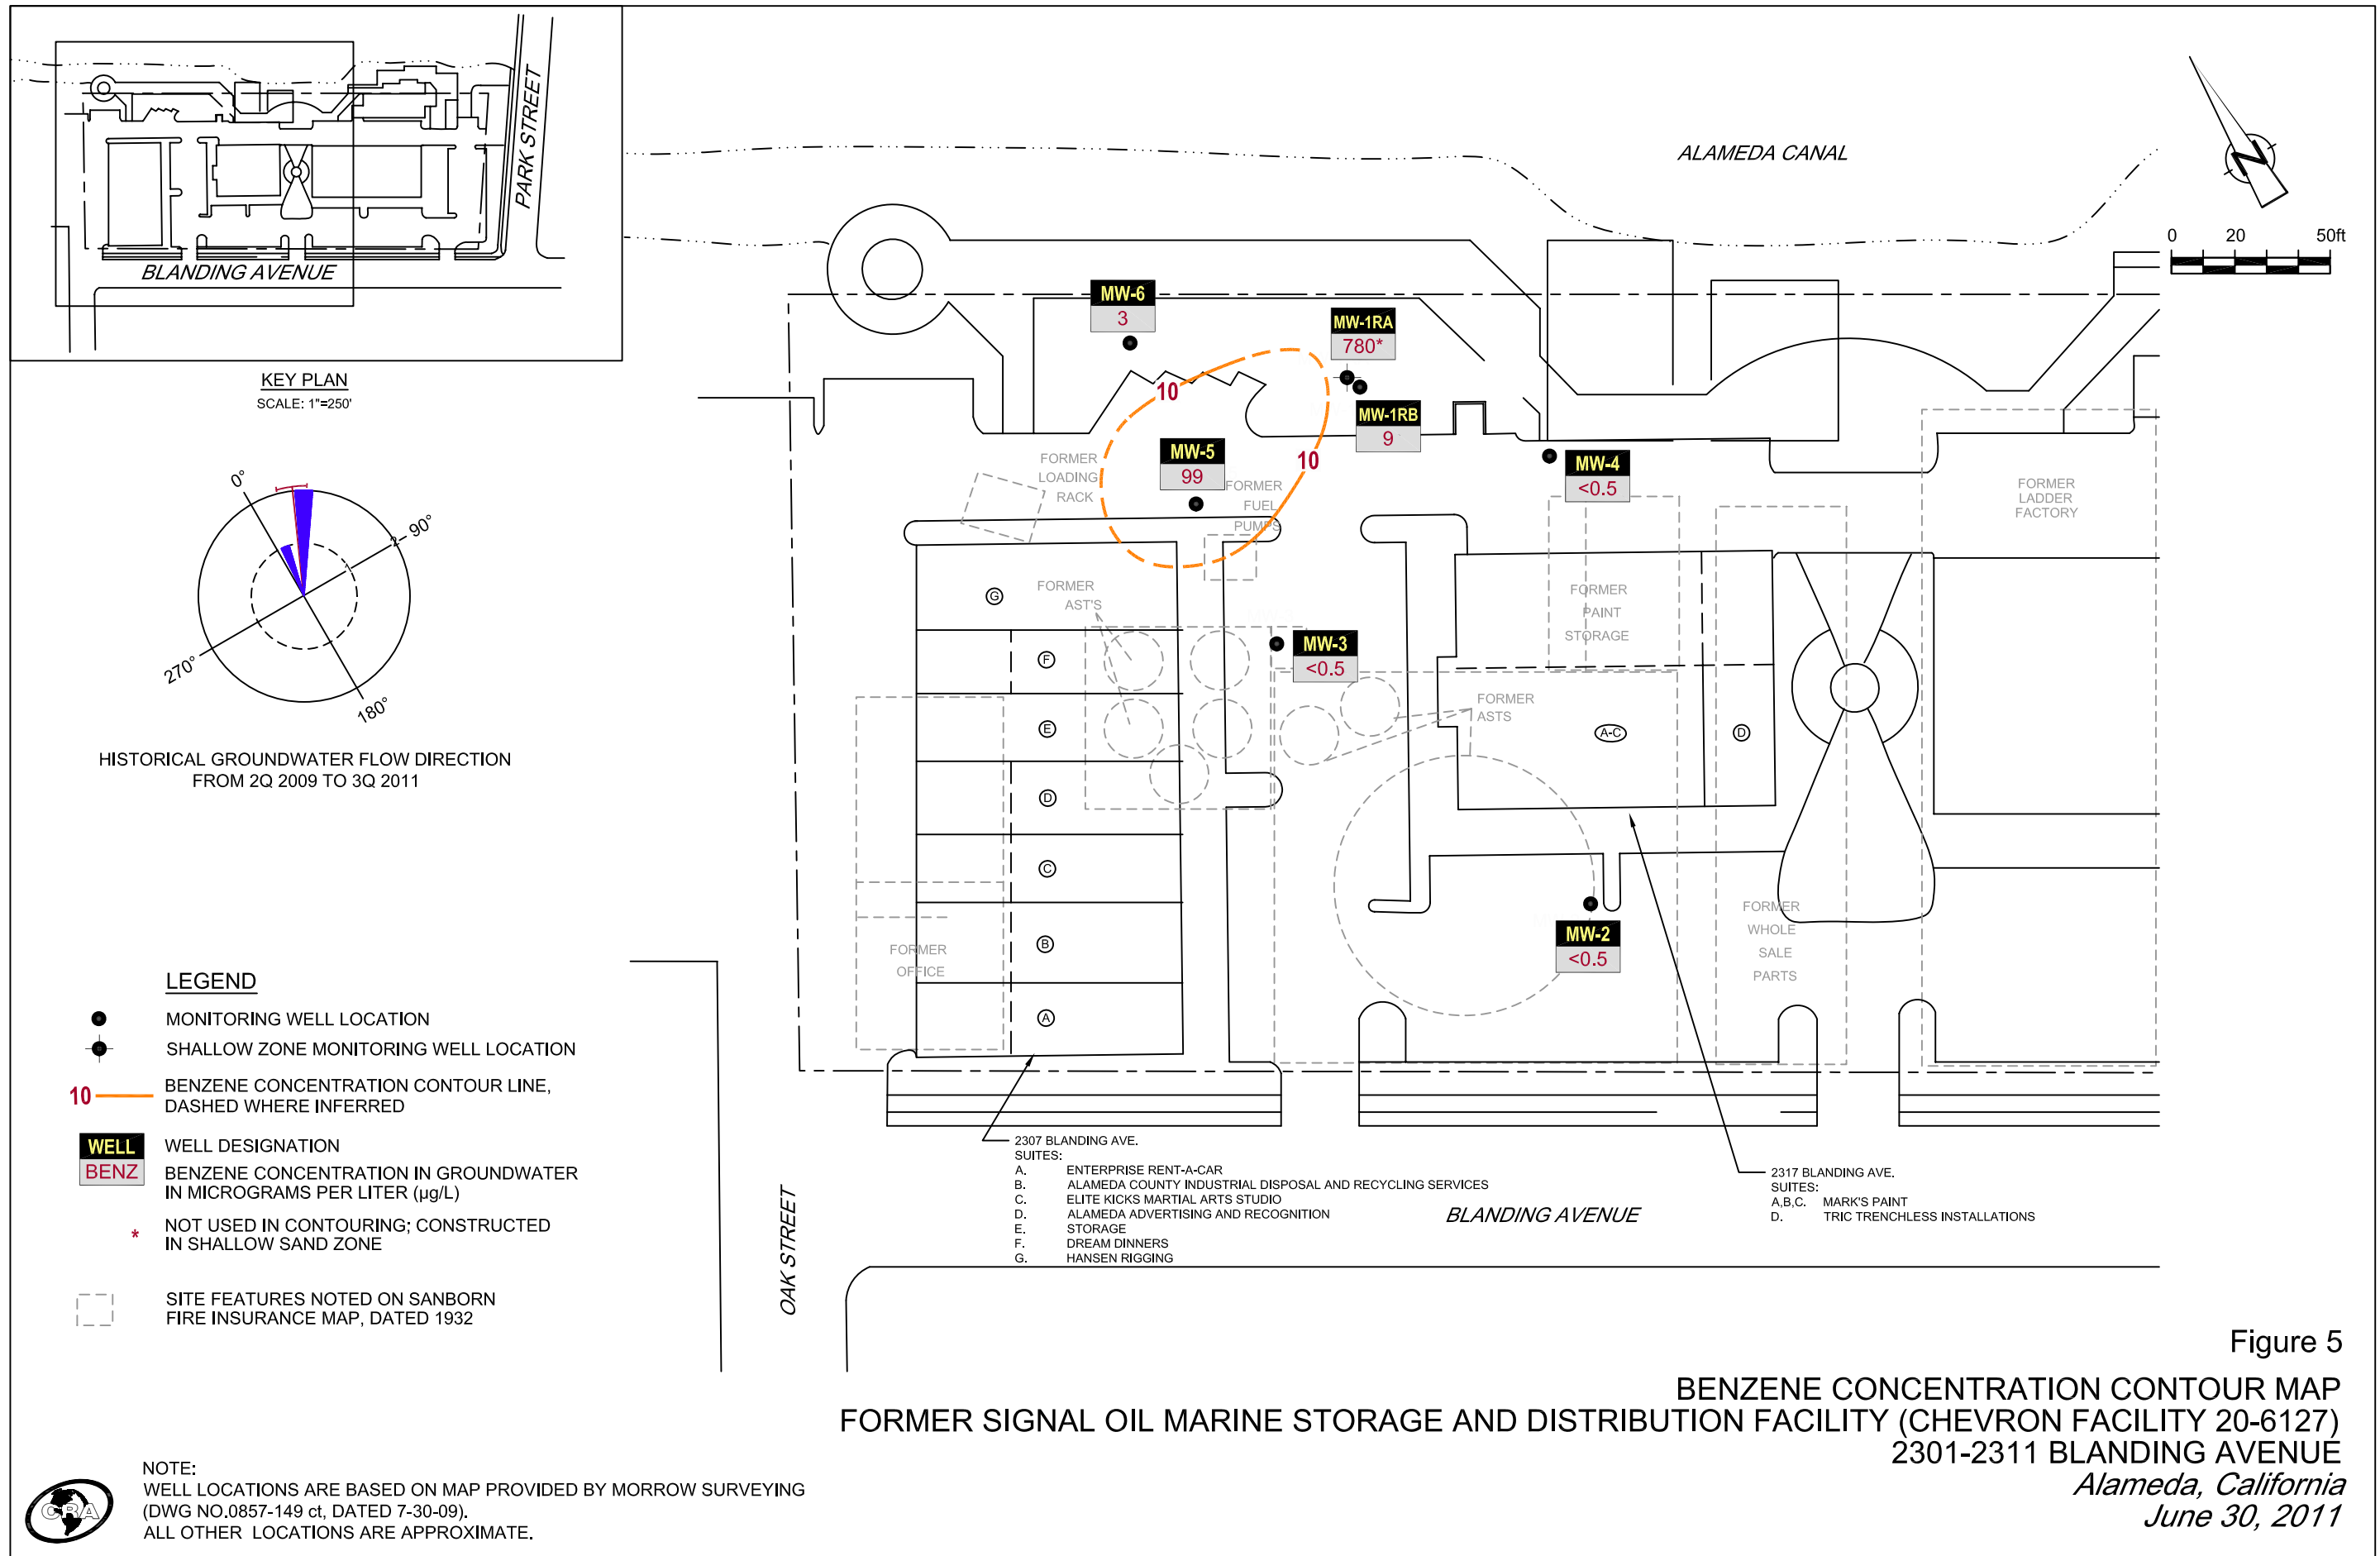 PARK STREET
BLANDING AVENUE
KEY PLAN
SCALE: 1"=250'
0°
90°
180°
270°
2
HISTORICAL GROUNDWATER FLOW DIRECTION
FROM 2Q 2009 TO 3Q 2011
LEGEND
MONITORING WELL LOCATION
SHALLOW ZONE MONITORING WELL LOCATION
10
BENZENE CONCENTRATION CONTOUR LINE,
DASHED WHERE INFERRED
WELL
WELL DESIGNATION
BENZ
BENZENE CONCENTRATION IN GROUNDWATER
IN MICROGRAMS PER LITER (µg/L)
*
NOT USED IN CONTOURING; CONSTRUCTED
IN SHALLOW SAND ZONE
SITE FEATURES NOTED ON SANBORN
FIRE INSURANCE MAP, DATED 1932
NOTE:
WELL LOCATIONS ARE BASED ON MAP PROVIDED BY MORROW SURVEYING
(DWG NO.0857-149 ct, DATED 7-30-09).
ALL OTHER LOCATIONS ARE APPROXIMATE.
CRA
ALAMEDA CANAL
N
0 20 50ft
MW-6
3
MW-1RA
780*
MW-1RB
9
10
10
MW-5
99
MW-4
<0.5
MW-3
<0.5
MW-2
<0.5
FORMER
LOADING
RACK
FORMER
FUEL
PUMPS
FORMER
AST'S
FORMER
ASTS
FORMER
PAINT
STORAGE
FORMER
LADDER
FACTORY
FORMER
OFFICE
FORMER
WHOLE
SALE
PARTS
G
F
E
D
C
B
A
A-C
D
2307 BLANDING AVE.
SUITES:
A. ENTERPRISE RENT-A-CAR
B. ALAMEDA COUNTY INDUSTRIAL DISPOSAL AND RECYCLING SERVICES
C. ELITE KICKS MARTIAL ARTS STUDIO
D. ALAMEDA ADVERTISING AND RECOGNITION
E. STORAGE
F. DREAM DINNERS
G. HANSEN RIGGING
2317 BLANDING AVE.
SUITES:
A,B,C. MARK'S PAINT
D. TRIC TRENCHLESS INSTALLATIONS
BLANDING AVENUE
OAK STREET
Figure 5
BENZENE CONCENTRATION CONTOUR MAP
FORMER SIGNAL OIL MARINE STORAGE AND DISTRIBUTION FACILITY (CHEVRON FACILITY 20-6127)
2301-2311 BLANDING AVENUE
Alameda, California
June 30, 2011